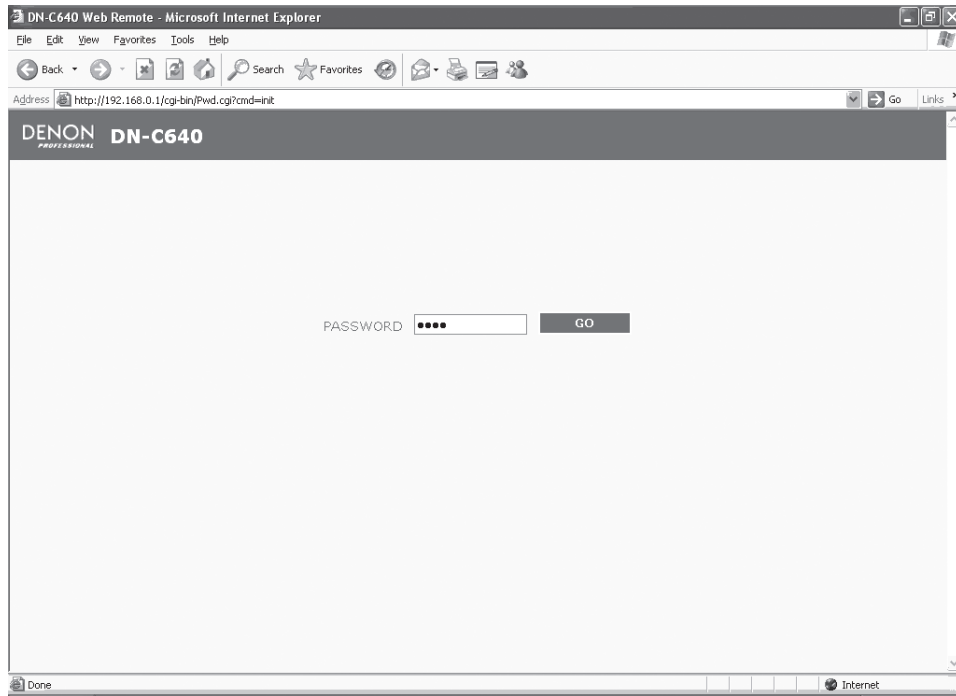 DN-C640 Web Remote - Microsoft Internet Explorer
File Edit View Favorites Tools Help
Back Search Favorites
Address http://192.168.0.1/cgi-bin/Pwd.cgi?cmd=init Go Links
DENON PROFESSIONAL DN-C640
PASSWORD •••• GO
Done Internet